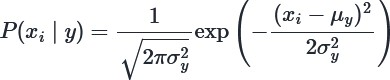 P(x_i | y) = \frac{1}{\sqrt{2\pi\sigma_y^2}} \exp\left(-\frac{(x_i - \mu_y)^2}{2\sigma_y^2}\right)